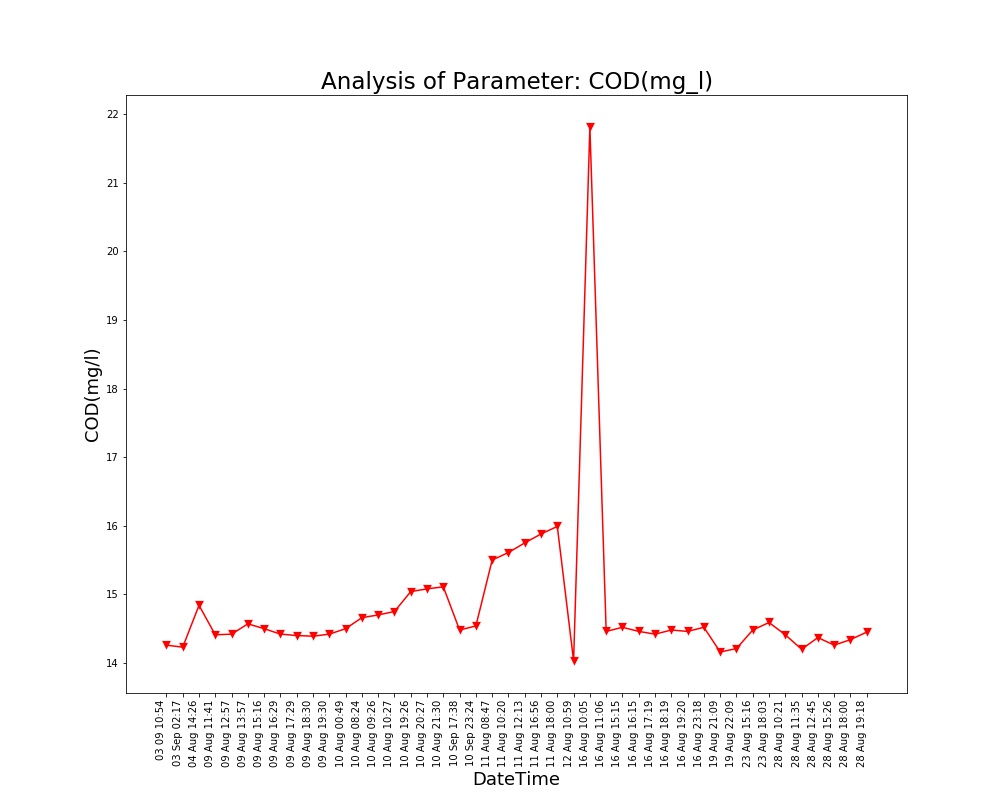 Analysis of Parameter: COD(mg_l)
22
21
20
19
18
17
16
15
14
COD(mg/l)
03 09 10:54
03 Sep 02:17
04 Aug 14:26
09 Aug 11:41
09 Aug 12:57
09 Aug 13:57
09 Aug 15:16
09 Aug 16:29
09 Aug 17:29
09 Aug 18:30
09 Aug 19:30
10 Aug 00:49
10 Aug 08:24
10 Aug 09:26
10 Aug 10:27
10 Aug 19:26
10 Aug 20:27
10 Aug 21:30
10 Sep 17:38
10 Sep 23:24
11 Aug 08:47
11 Aug 10:20
11 Aug 12:13
11 Aug 16:56
11 Aug 18:00
12 Aug 10:59
16 Aug 10:05
16 Aug 11:06
16 Aug 15:15
16 Aug 16:15
16 Aug 17:19
16 Aug 18:19
16 Aug 19:20
16 Aug 23:18
19 Aug 21:09
19 Aug 22:09
23 Aug 15:16
23 Aug 18:03
28 Aug 10:21
28 Aug 11:35
28 Aug 12:45
28 Aug 15:26
28 Aug 18:00
28 Aug 19:18
DateTime